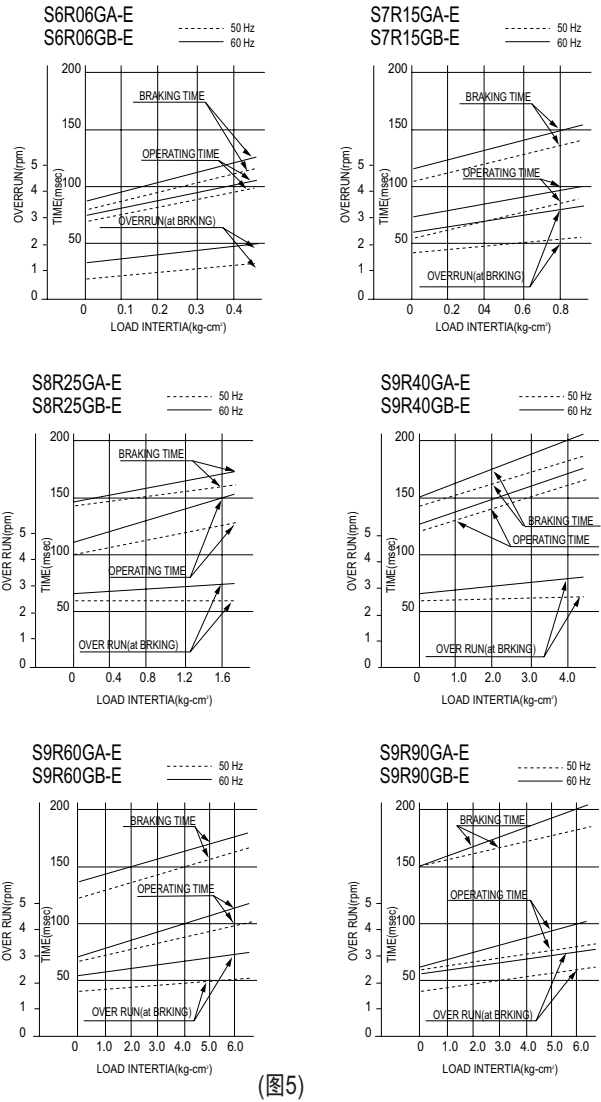 S6R06GA-E
S6R06GB-E
50 Hz
60 Hz
200
150
100
50
5
4
3
2
1
0
OVERRUN(rpm)
TIME(msec)
BRAKING TIME
OPERATING TIME
OVERRUN(at BRKING)
0 0.1 0.2 0.3 0.4
LOAD INTERTIA(kg-cm²)
S7R15GA-E
S7R15GB-E
50 Hz
60 Hz
200
150
100
50
5
4
3
2
1
0
OVERRUN(rpm)
TIME(msec)
BRAKING TIME
OPERATING TIME
OVERRUN(at BRKING)
0 0.2 04 0.6 0.8
LOAD INTERTIA(kg-cm²)
S8R25GA-E
S8R25GB-E
50 Hz
60 Hz
200
150
100
50
5
4
3
2
1
0
OVER RUN(rpm)
TIME(msec)
BRAKING TIME
OPERATING TIME
OVER RUN(at BRKING)
0 0.4 0.8 1.2 1.6
LOAD INTERTIA(kg-cm²)
S9R40GA-E
S9R40GB-E
50 Hz
60 Hz
200
150
100
50
5
4
3
2
1
0
OVER RUN(rpm)
TIME(msec)
BRAKING TIME
OPERATING TIME
OVER RUN(at BRKING)
0 1.0 2.0 3.0 4.0
LOAD INTERTIA(kg-cm²)
S9R60GA-E
S9R60GB-E
50 Hz
60 Hz
200
150
100
50
5
4
3
2
1
0
OVER RUN(rpm)
TIME(msec)
BRAKING TIME
OPERATING TIME
OVER RUN(at BRKING)
0 1.0 2.0 3.0 4.0 5.0 6.0
LOAD INTERTIA(kg-cm²)
S9R90GA-E
S9R90GB-E
50 Hz
60 Hz
200
150
100
50
5
4
3
2
1
0
OVER RUN(rpm)
TIME(msec)
BRAKING TIME
OPERATING TIME
OVER RUN(at BRKING)
0 1.0 2.0 3.0 4.0 5.0 6.0
LOAD INTERTIA(kg-cm²)
(图5)